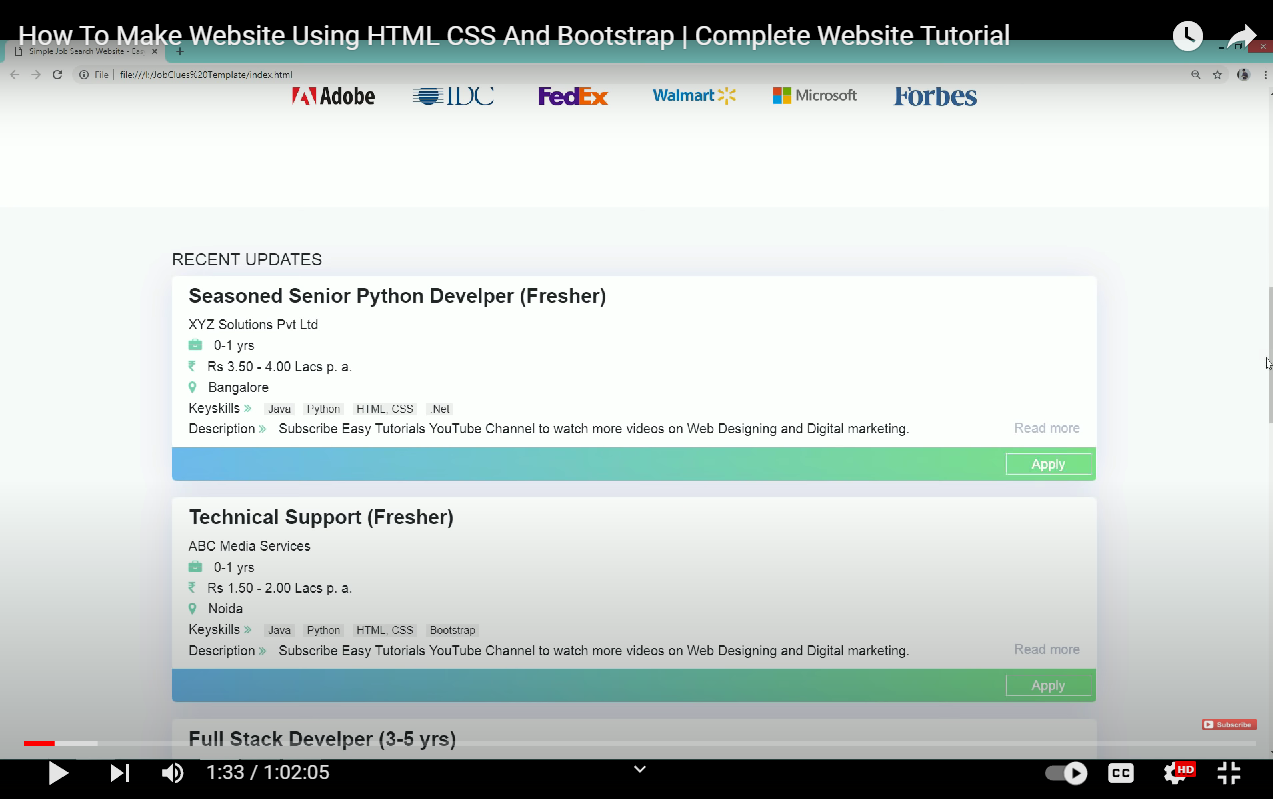 How To Make Website Using HTML CSS And Bootstrap | Complete Website Tutorial
Simple Job Search Website - Eas
File | file:///I:/JobClues%20Template/index.html
Adobe IDC FedEx Walmart Microsoft Forbes
RECENT UPDATES
Seasoned Senior Python Develper (Fresher)
XYZ Solutions Pvt Ltd
0-1 yrs
₹ Rs 3.50 - 4.00 Lacs p. a.
Bangalore
Keyskills » Java Python HTML, CSS .Net
Description » Subscribe Easy Tutorials YouTube Channel to watch more videos on Web Designing and Digital marketing. Read more
Apply
Technical Support (Fresher)
ABC Media Services
0-1 yrs
₹ Rs 1.50 - 2.00 Lacs p. a.
Noida
Keyskills » Java Python HTML, CSS Bootstrap
Description » Subscribe Easy Tutorials YouTube Channel to watch more videos on Web Designing and Digital marketing. Read more
Apply
Subscribe
Full Stack Develper (3-5 yrs)
1:33 / 1:02:05 CC HD